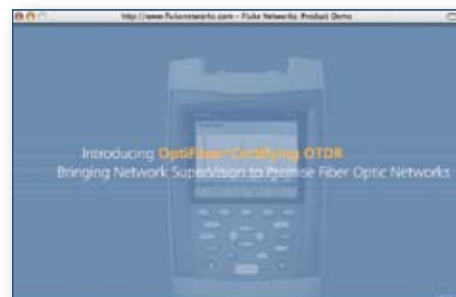 http://www.flukenetworks.com – Fluke Networks Product Demo
Introducing OptiFiber Certifying OTDR
Bringing Network SuperVision to Premise Fiber Optic Networks